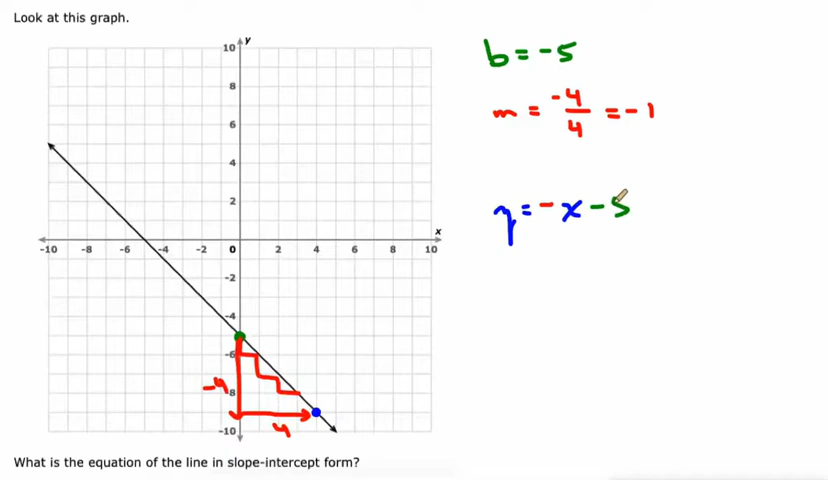 Look at this graph.
y
10
8
6
4
2
x
-10 -8 -6 -4 -2 0 2 4 6 8 10
-2
-4
-6
-8
-10
-4
4
b = -5
m = -4/4 = -1
y = -x - 5
What is the equation of the line in slope-intercept form?